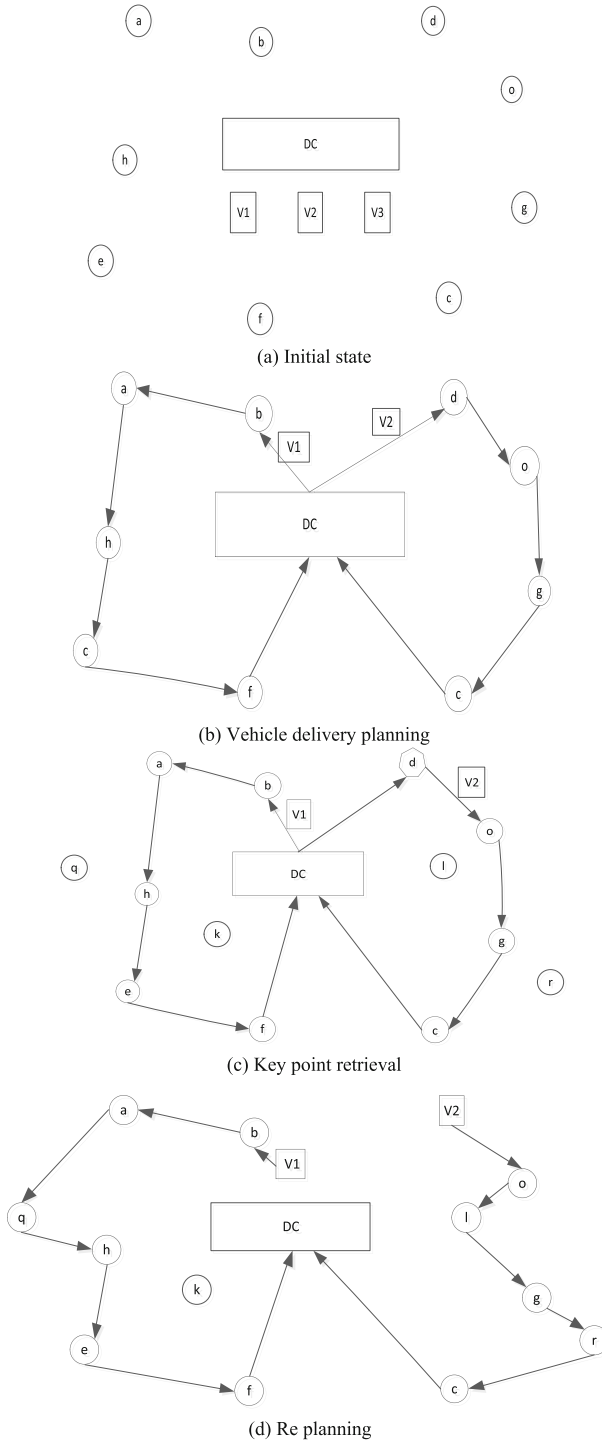 a
b
d
o
DC
h
V1 V2 V3
g
e
c
f
(a) Initial state
a
d
b
V2
V1
o
DC
h
g
c
f
c
(b) Vehicle delivery planning
a
d
b
V2
V1
o
q
DC
l
h
k
g
r
e
f
c
(c) Key point retrieval
a
V2
b
V1
o
q
l
DC
h
k
g
r
e
f
c
(d) Re planning